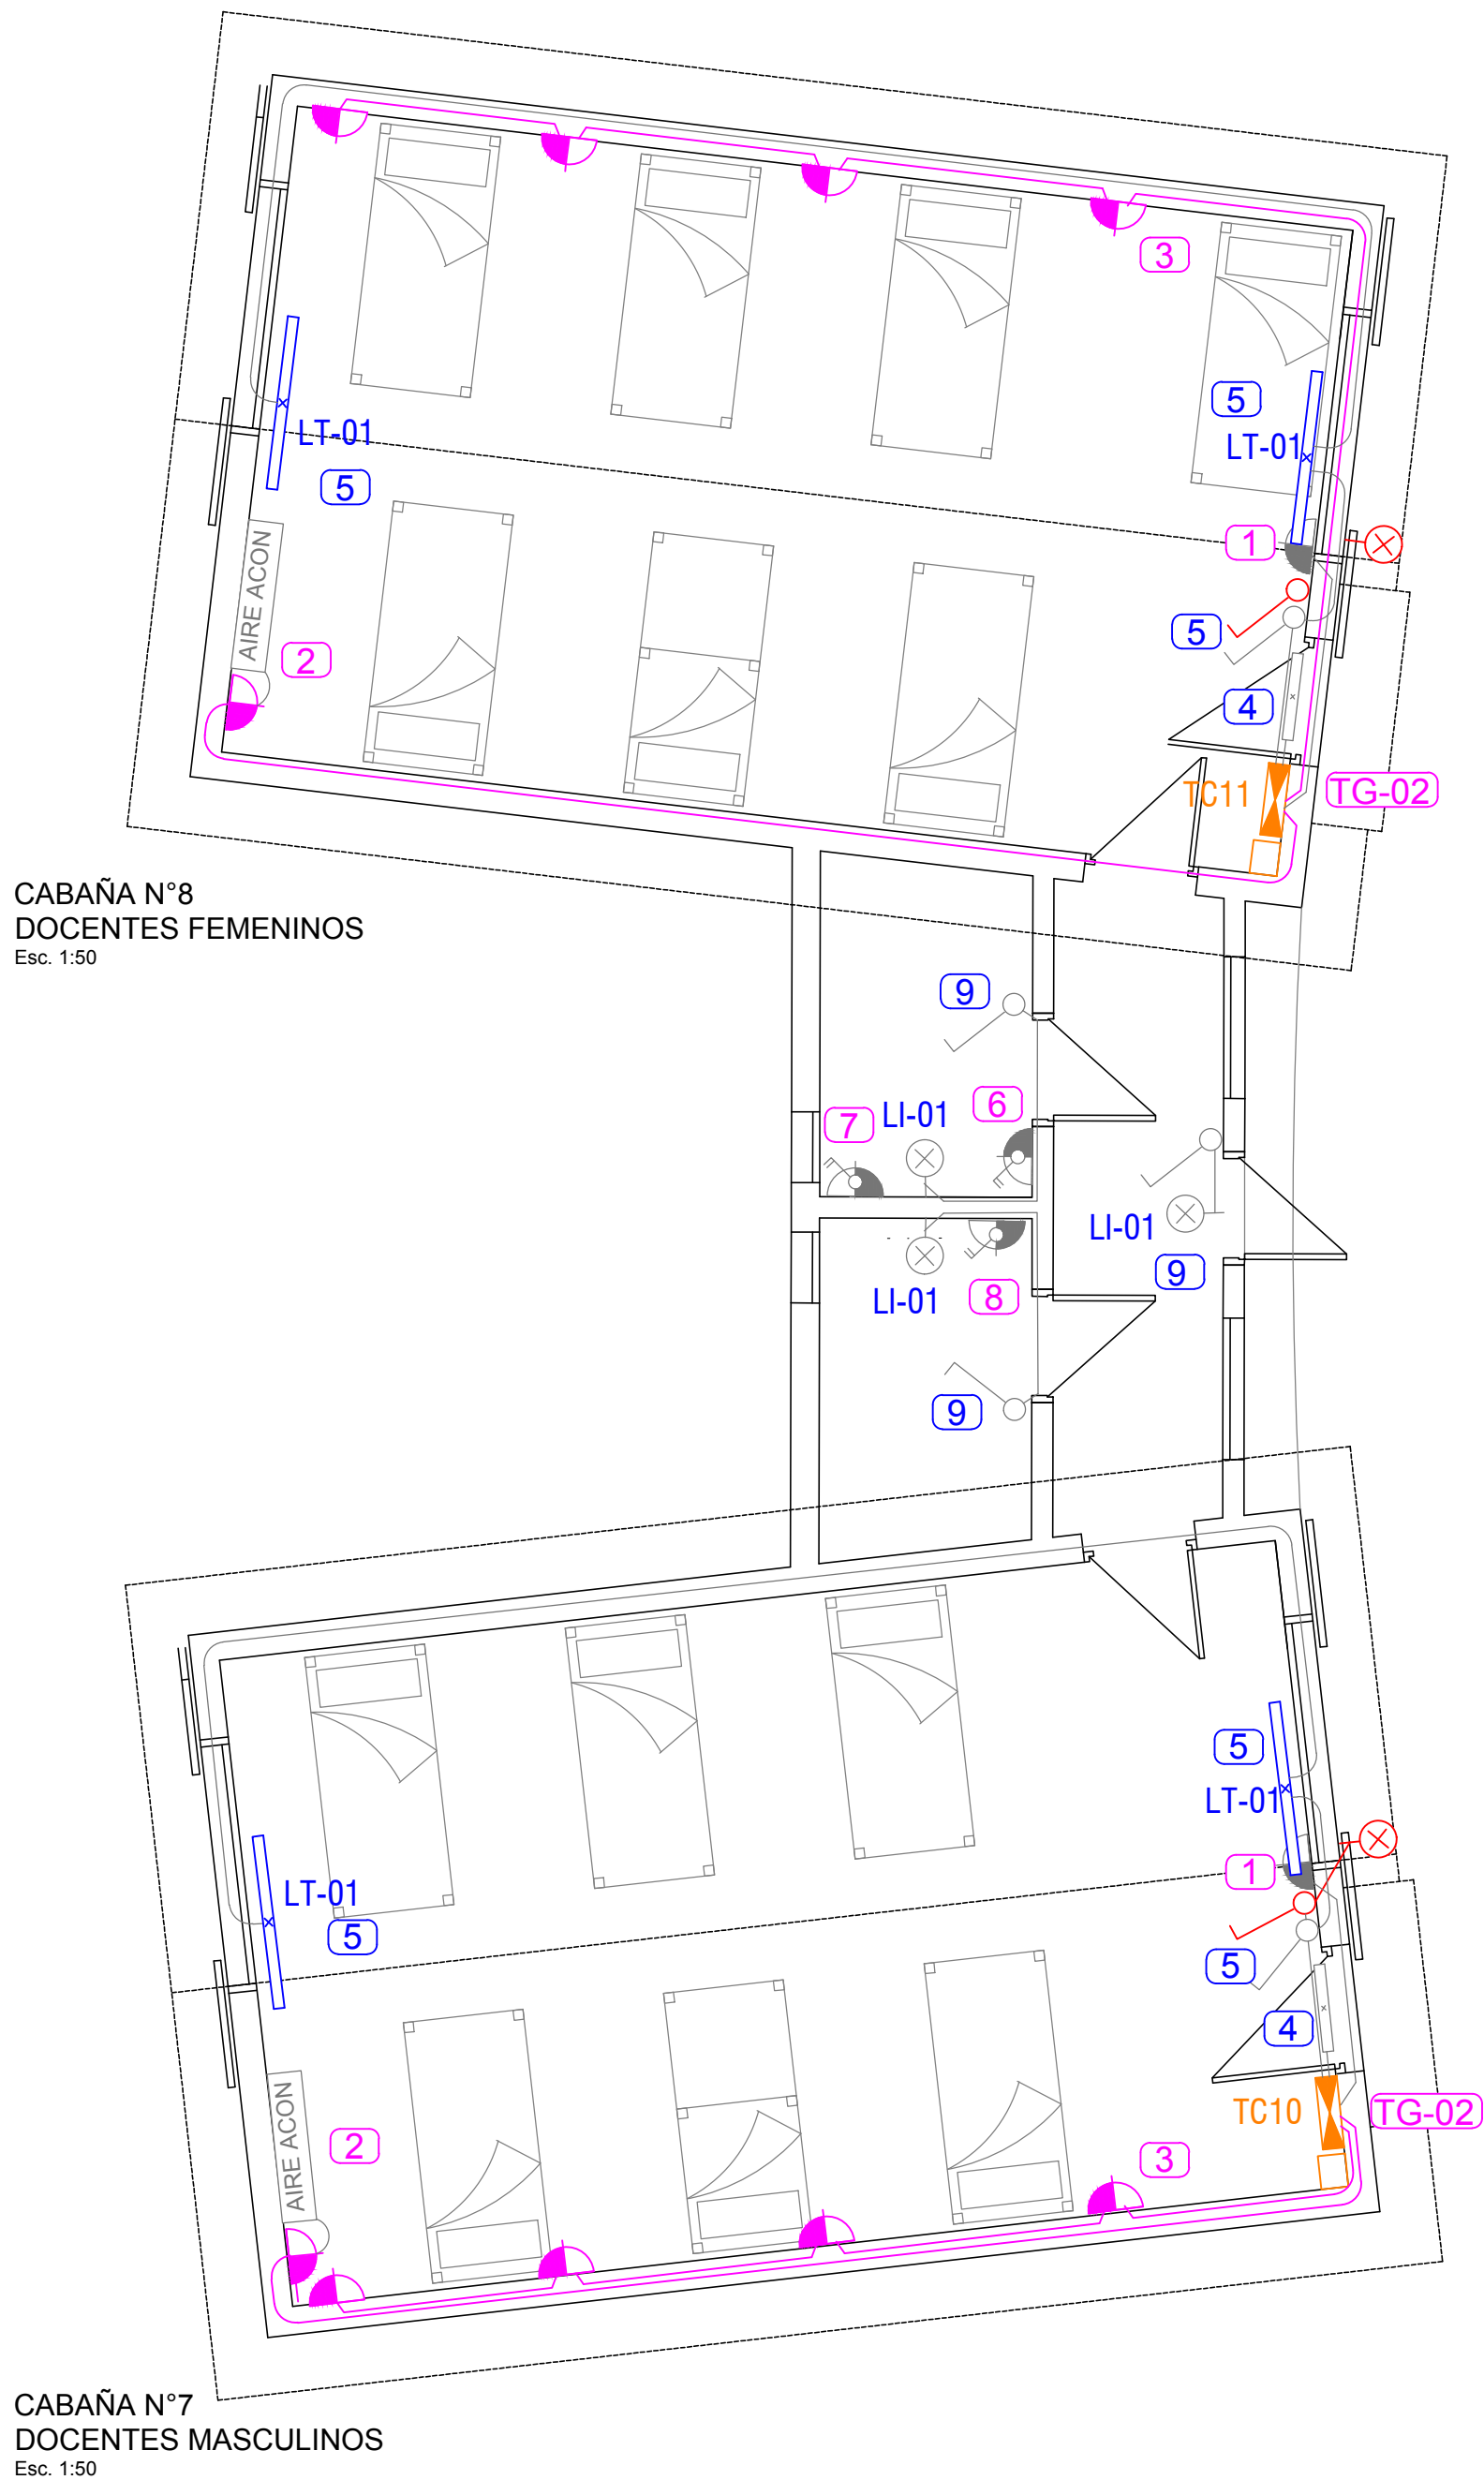 3
5
LT-01
LT-01
5
1
AIRE ACON
5
2
4
TC11
TG-02
CABAÑA N°8
DOCENTES FEMENINOS
Esc. 1:50
9
6
LI-01
7
LI-01
9
8
LI-01
9
5
LT-01
1
LT-01
5
5
4
AIRE ACON
TC10
TG-02
2
3
CABAÑA N°7
DOCENTES MASCULINOS
Esc. 1:50